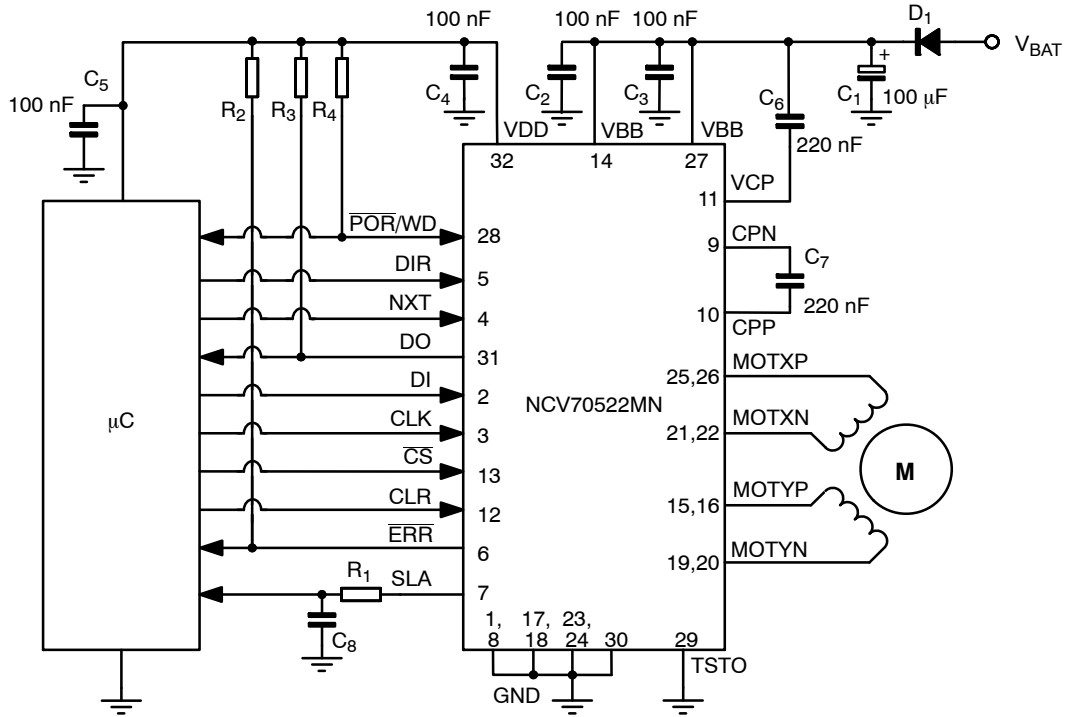 100 nF
100 nF
100 nF
D1
+
VBAT
C5
100 nF
R2
R3
R4
C4
C2
C3
C6
C1
100 μF
VDD
VBB
VBB
220 nF
32
14
27
11
VCP
POR/WD
28
9
CPN
DIR
5
C7
NXT
4
10
220 nF
CPP
DO
31
MOTXP
25,26
DI
2
NCV70522MN
μC
CLK
3
21,22
MOTXN
CS
13
M
CLR
12
15,16
MOTYP
ERR
6
19,20
MOTYN
R1
SLA
7
C8
1,
8
17,
18
23,
24
30
29
TSTO
GND